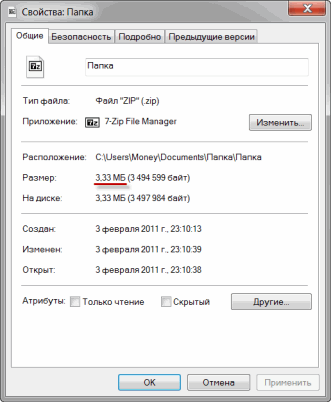 Свойства: Папка
Общие Безопасность Подробно Предыдущие версии
7z Папка
Тип файла: Файл "ZIP" (.zip)
Приложение: 7z 7-Zip File Manager Изменить...
Расположение: C:\Users\Money\Documents\Папка\Папка
Размер: 3,33 МБ (3 494 599 байт)
На диске: 3,33 МБ (3 497 984 байт)
Создан: 3 февраля 2011 г., 23:10:13
Изменен: 3 февраля 2011 г., 23:10:39
Открыт: 3 февраля 2011 г., 23:10:38
Атрибуты: Только чтение Скрытый Другие...
ОК Отмена Применить